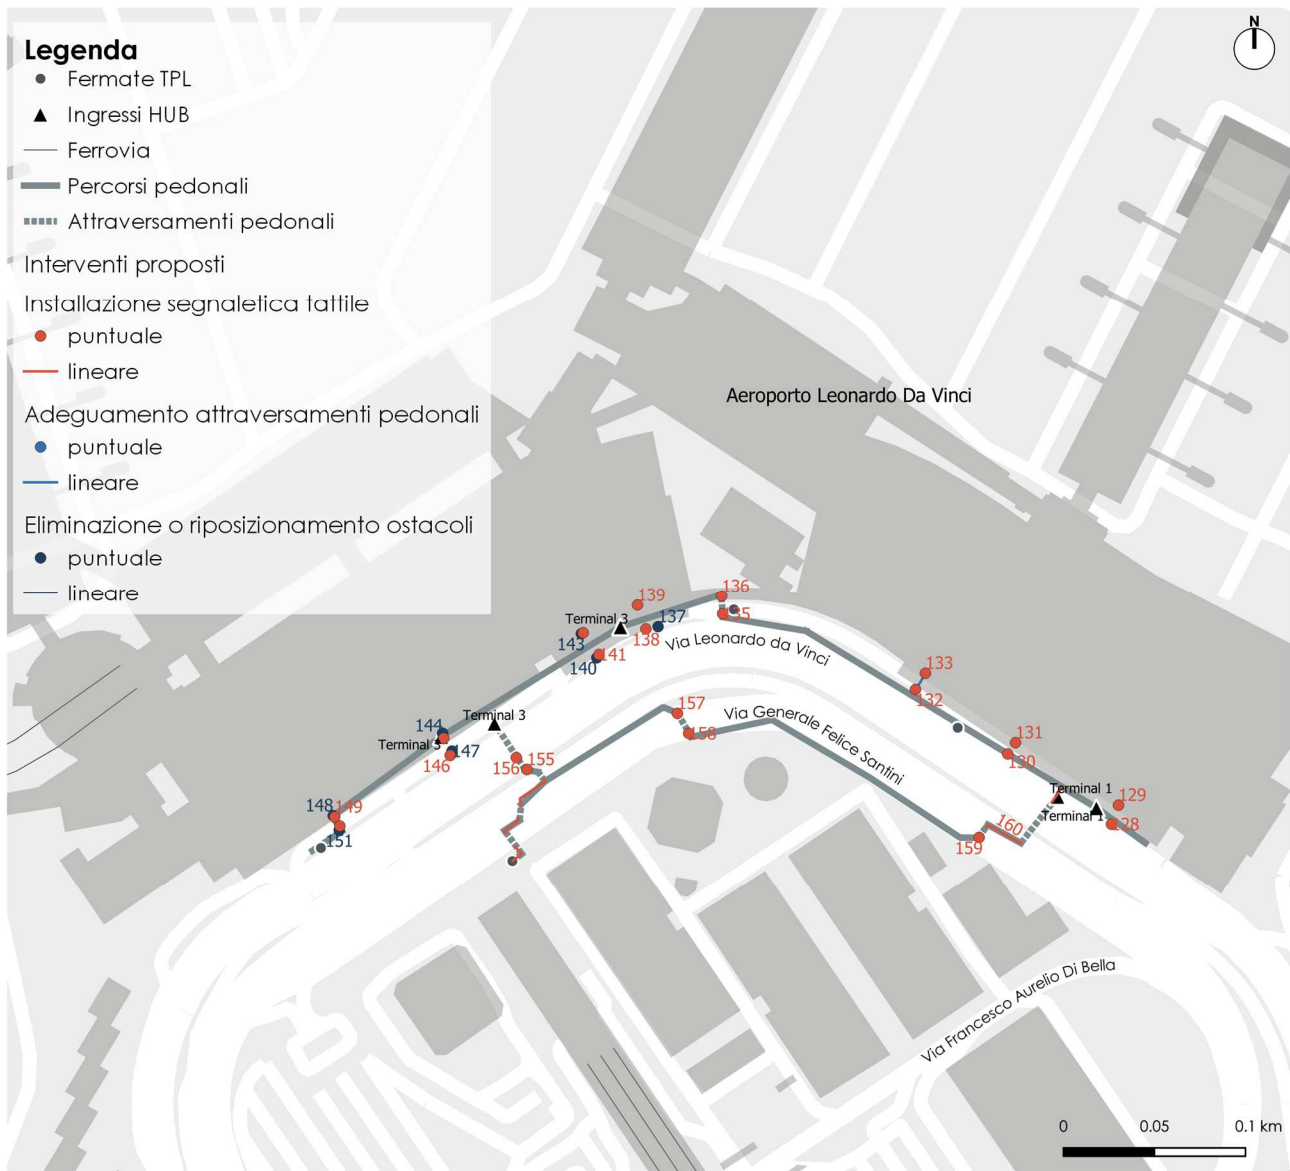 Legenda
Fermate TPL
Ingressi HUB
Ferrovia
Percorsi pedonali
Attraversamenti pedonali
Interventi proposti
Installazione segnaletica tattile
puntuale
lineare
Adeguamento attraversamenti pedonali
puntuale
lineare
Eliminazione o riposizionamento ostacoli
puntuale
lineare
N
Aeroporto Leonardo Da Vinci
136
139
135
137
Terminal 3
138
143
141
140
Via Leonardo da Vinci
133
132
157
Terminal 3
Via Generale Felice Santini
144
158
131
Terminal 3
147
130
155
146
156
Terminal 1
129
148
149
Terminal 1
128
160
151
159
Via Francesco Aurelio Di Bella
0
0.05
0.1 km